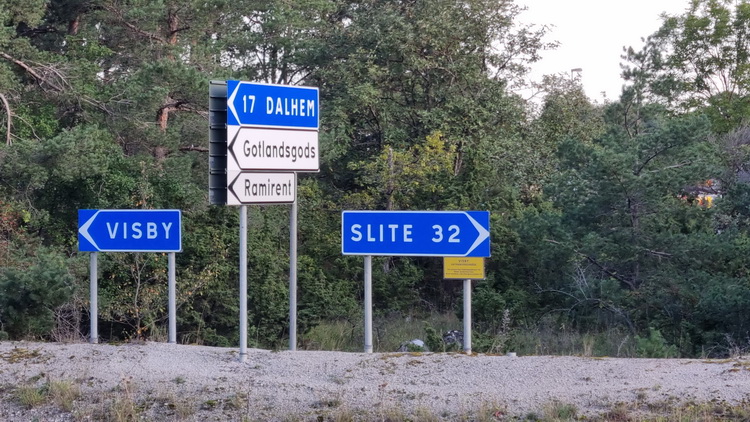 17 DALHEM
Gotlandsgods
Ramirent
VISBY
SLITE 32